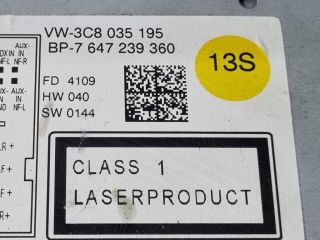 VW-3C8 035 195
BP-7 647 239 360
AUX-
IN IN
NF-L NF-R
AUX-
IN IN
NF-L
FD 4109
HW 040
SW 0144
13S
CLASS 1
LASERPRODUCT
R +
F +
F +
R+